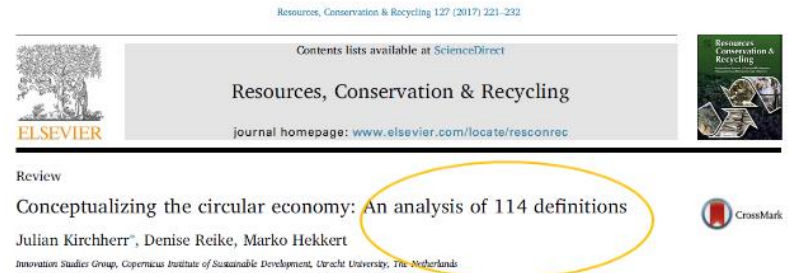 Resources, Conservation & Recycling 127 (2017) 221–232
Contents lists available at ScienceDirect
Resources, Conservation & Recycling
journal homepage: www.elsevier.com/locate/resconrec
ELSEVIER
Resources
Conservation &
Recycling
Review
Conceptualizing the circular economy: An analysis of 114 definitions
CrossMark
Julian Kirchherr*, Denise Reike, Marko Hekkert
Innovation Studies Group, Copernicus Institute of Sustainable Development, Utrecht University, The Netherlands